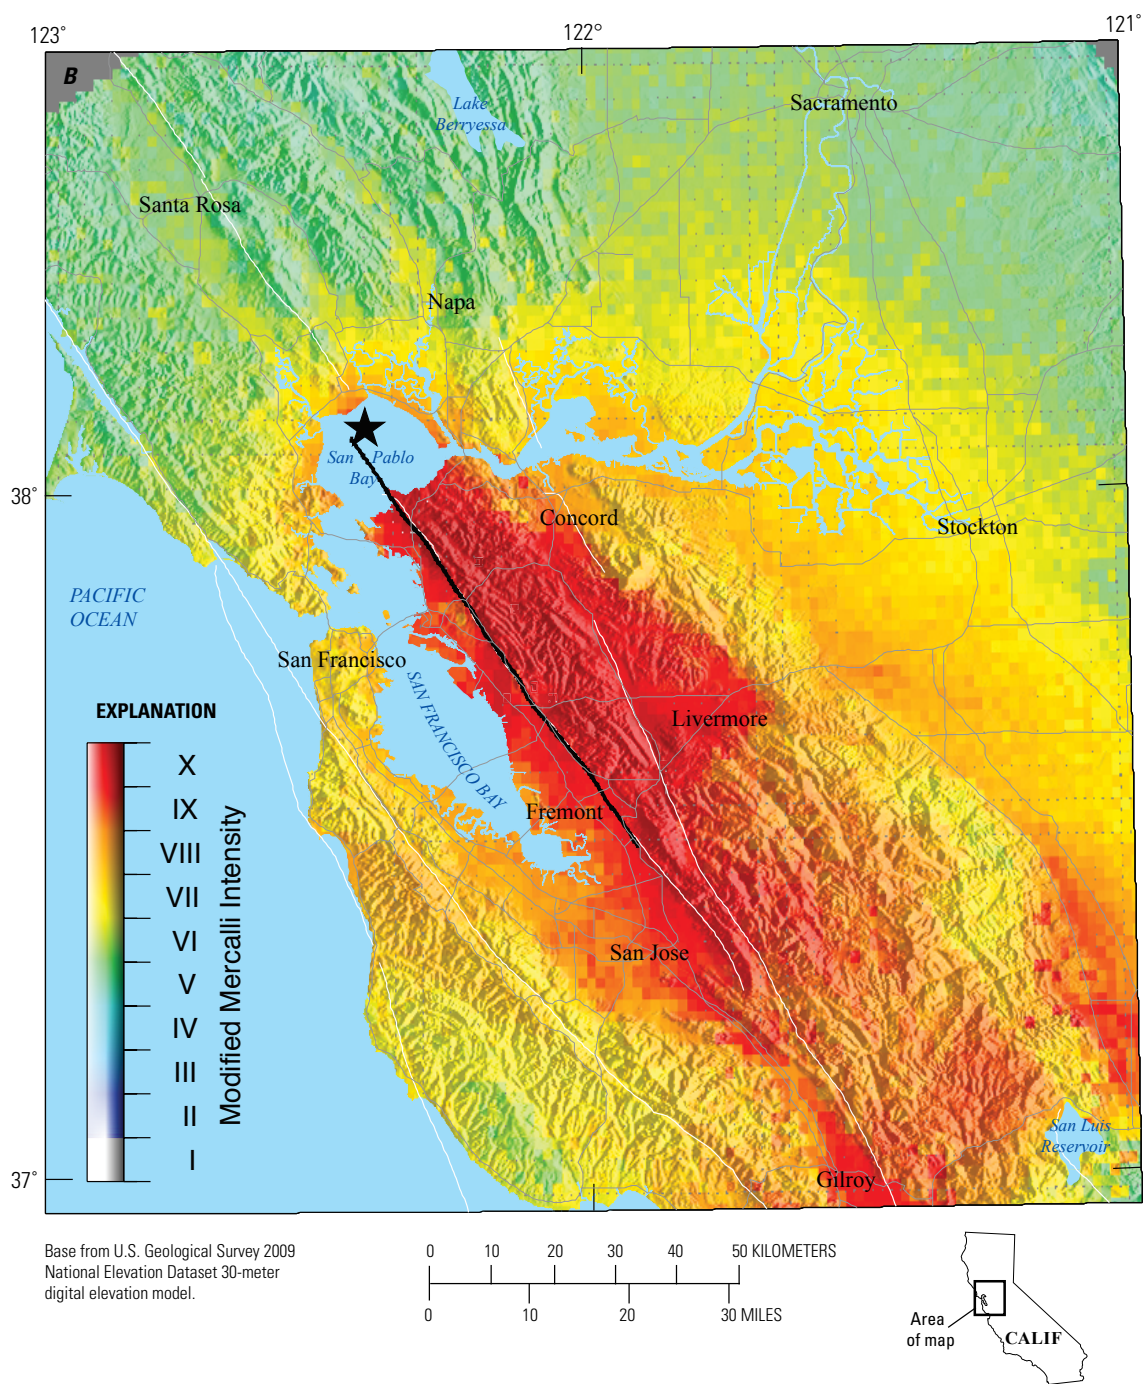 123°
122°
121°
B
Lake
Berryessa
Sacramento
Santa Rosa
Napa
San Pablo
Bay
38°
Concord
Stockton
PACIFIC
OCEAN
San Francisco
SAN FRANCISCO BAY
Livermore
EXPLANATION
X
IX
VIII
VII
VI
V
IV
III
II
I
Modified Mercalli Intensity
Fremont
San Jose
San Luis
Reservoir
37°
Gilroy
Base from U.S. Geological Survey 2009
National Elevation Dataset 30-meter
digital elevation model.
0 10 20 30 40 50 KILOMETERS
0 10 20 30 MILES
Area
of map
CALIF